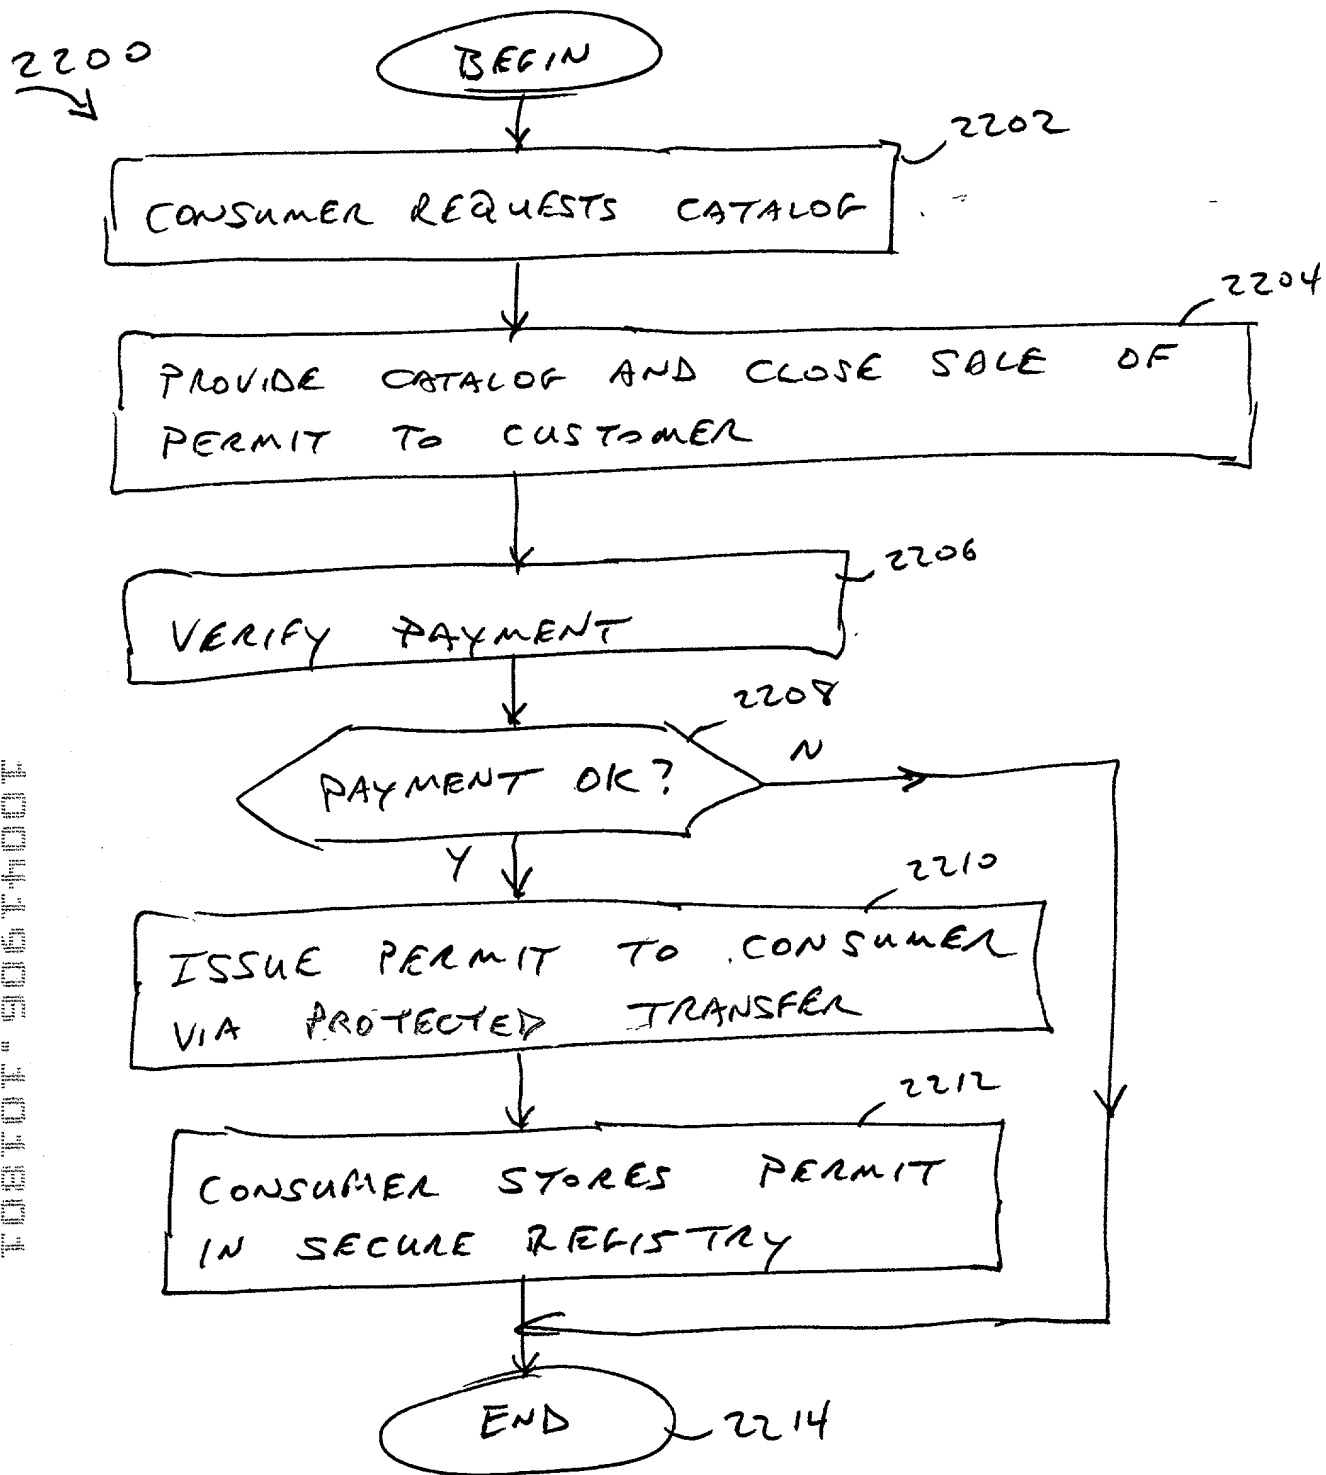 2200
BEGIN
2202
CONSUMER REQUESTS CATALOG
2204
PROVIDE CATALOG AND CLOSE SALE OF
PERMIT TO CUSTOMER
2206
VERIFY PAYMENT
2208
PAYMENT OK?
N
Y
2210
ISSUE PERMIT TO CONSUMER
VIA PROTECTED TRANSFER
2212
CONSUMER STORES PERMIT
IN SECURE REGISTRY
END
2214